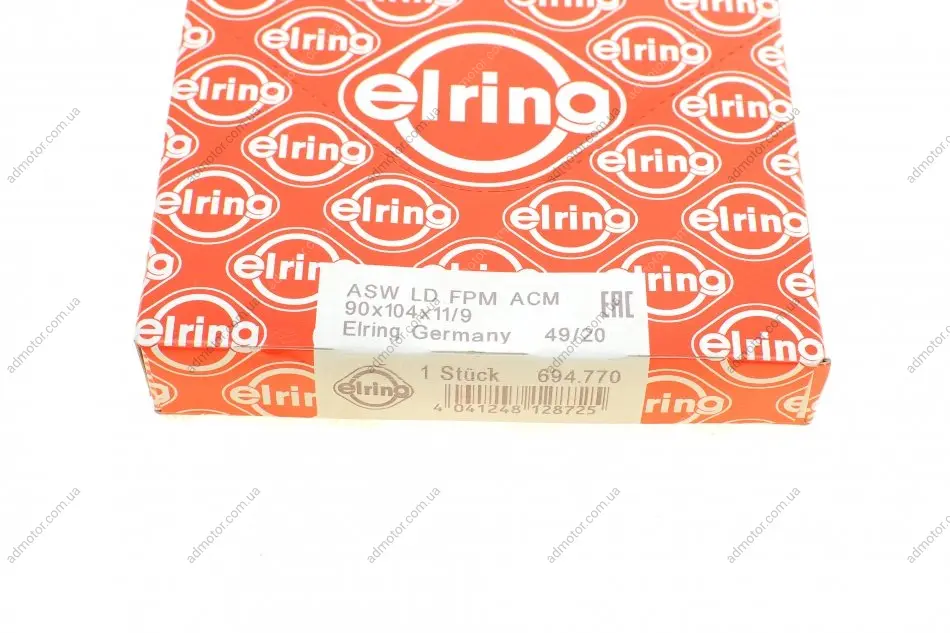 elring
ASW LD FPM ACM
90x104x11/9
Elring Germany 49/20
EAC
1 Stück 694.770
elring
4 041248 128725
admotor.com.ua